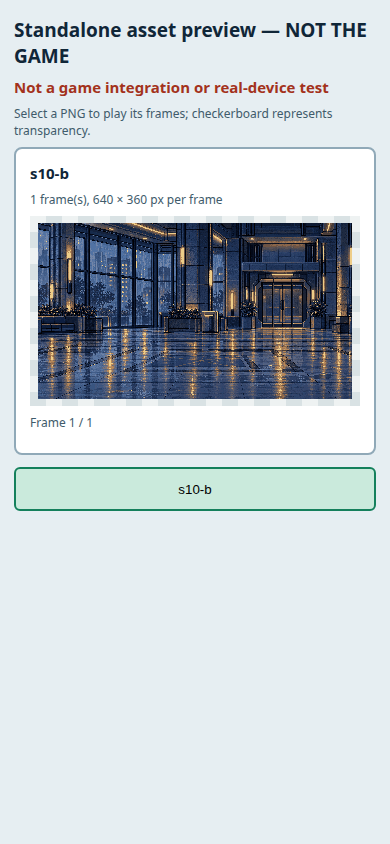 Standalone asset preview — NOT THE
GAME
Not a game integration or real-device test
Select a PNG to play its frames; checkerboard represents
transparency.
s10-b
1 frame(s), 640 × 360 px per frame
Frame 1 / 1
s10-b